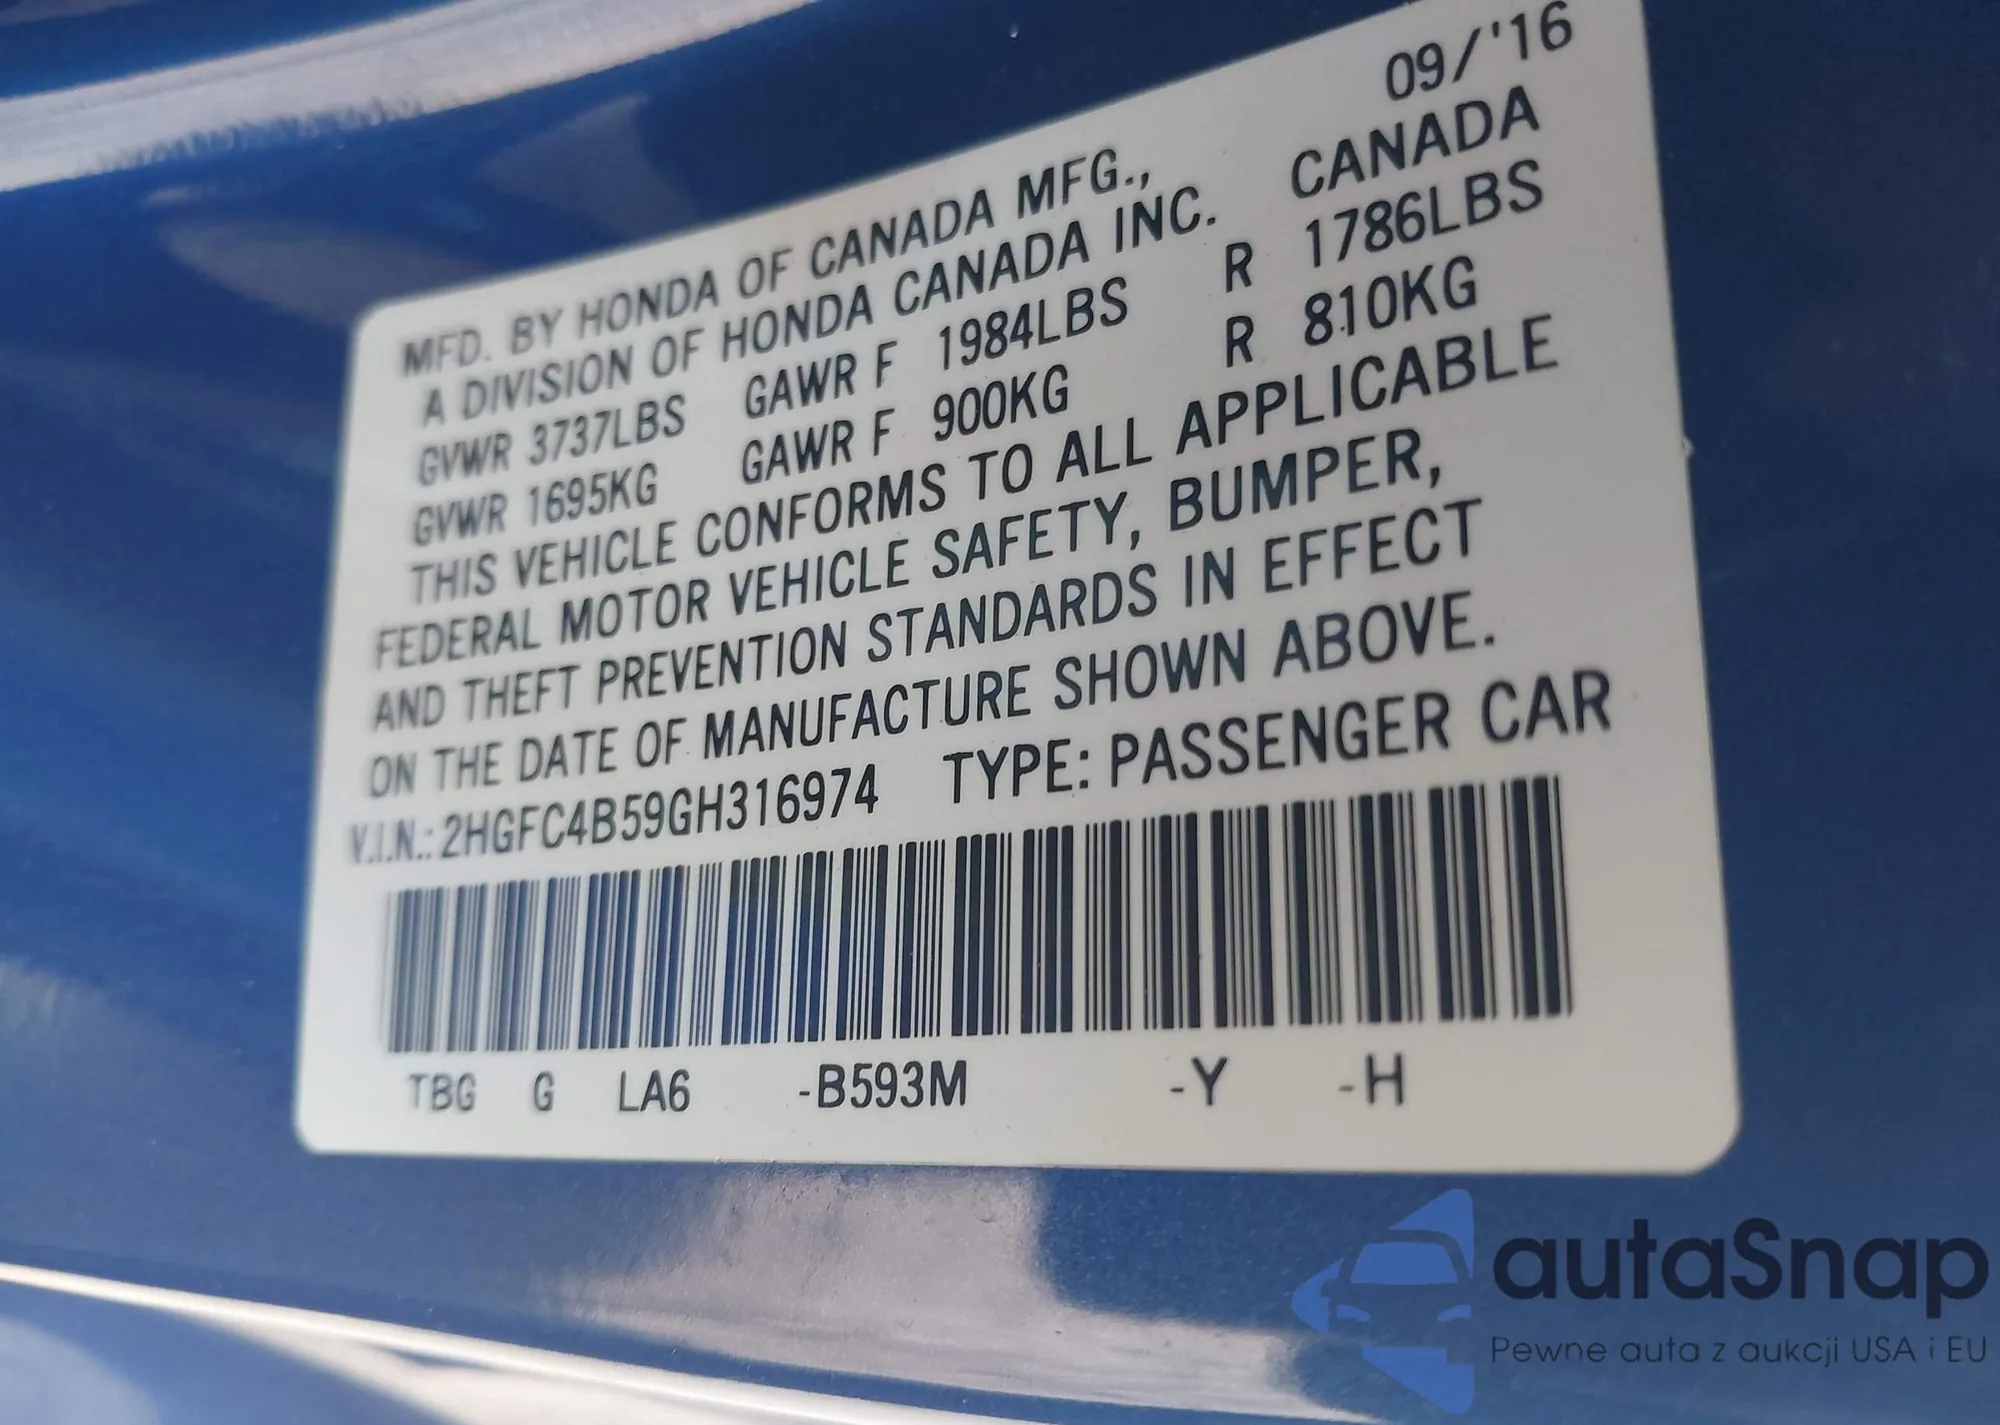 09/'16
MFD. BY HONDA OF CANADA MFG., CANADA
A DIVISION OF HONDA CANADA INC.
GVWR 3737LBS GAWR F 1984LBS R 1786LBS
GVWR 1695KG GAWR F 900KG R 810KG
THIS VEHICLE CONFORMS TO ALL APPLICABLE
FEDERAL MOTOR VEHICLE SAFETY, BUMPER,
AND THEFT PREVENTION STANDARDS IN EFFECT
ON THE DATE OF MANUFACTURE SHOWN ABOVE.
V.I.N.: 2HGFC4B59GH316974 TYPE: PASSENGER CAR
TBG G LA6 -B593M -Y -H
autaSnap
Pewne auta z aukcji USA i EU